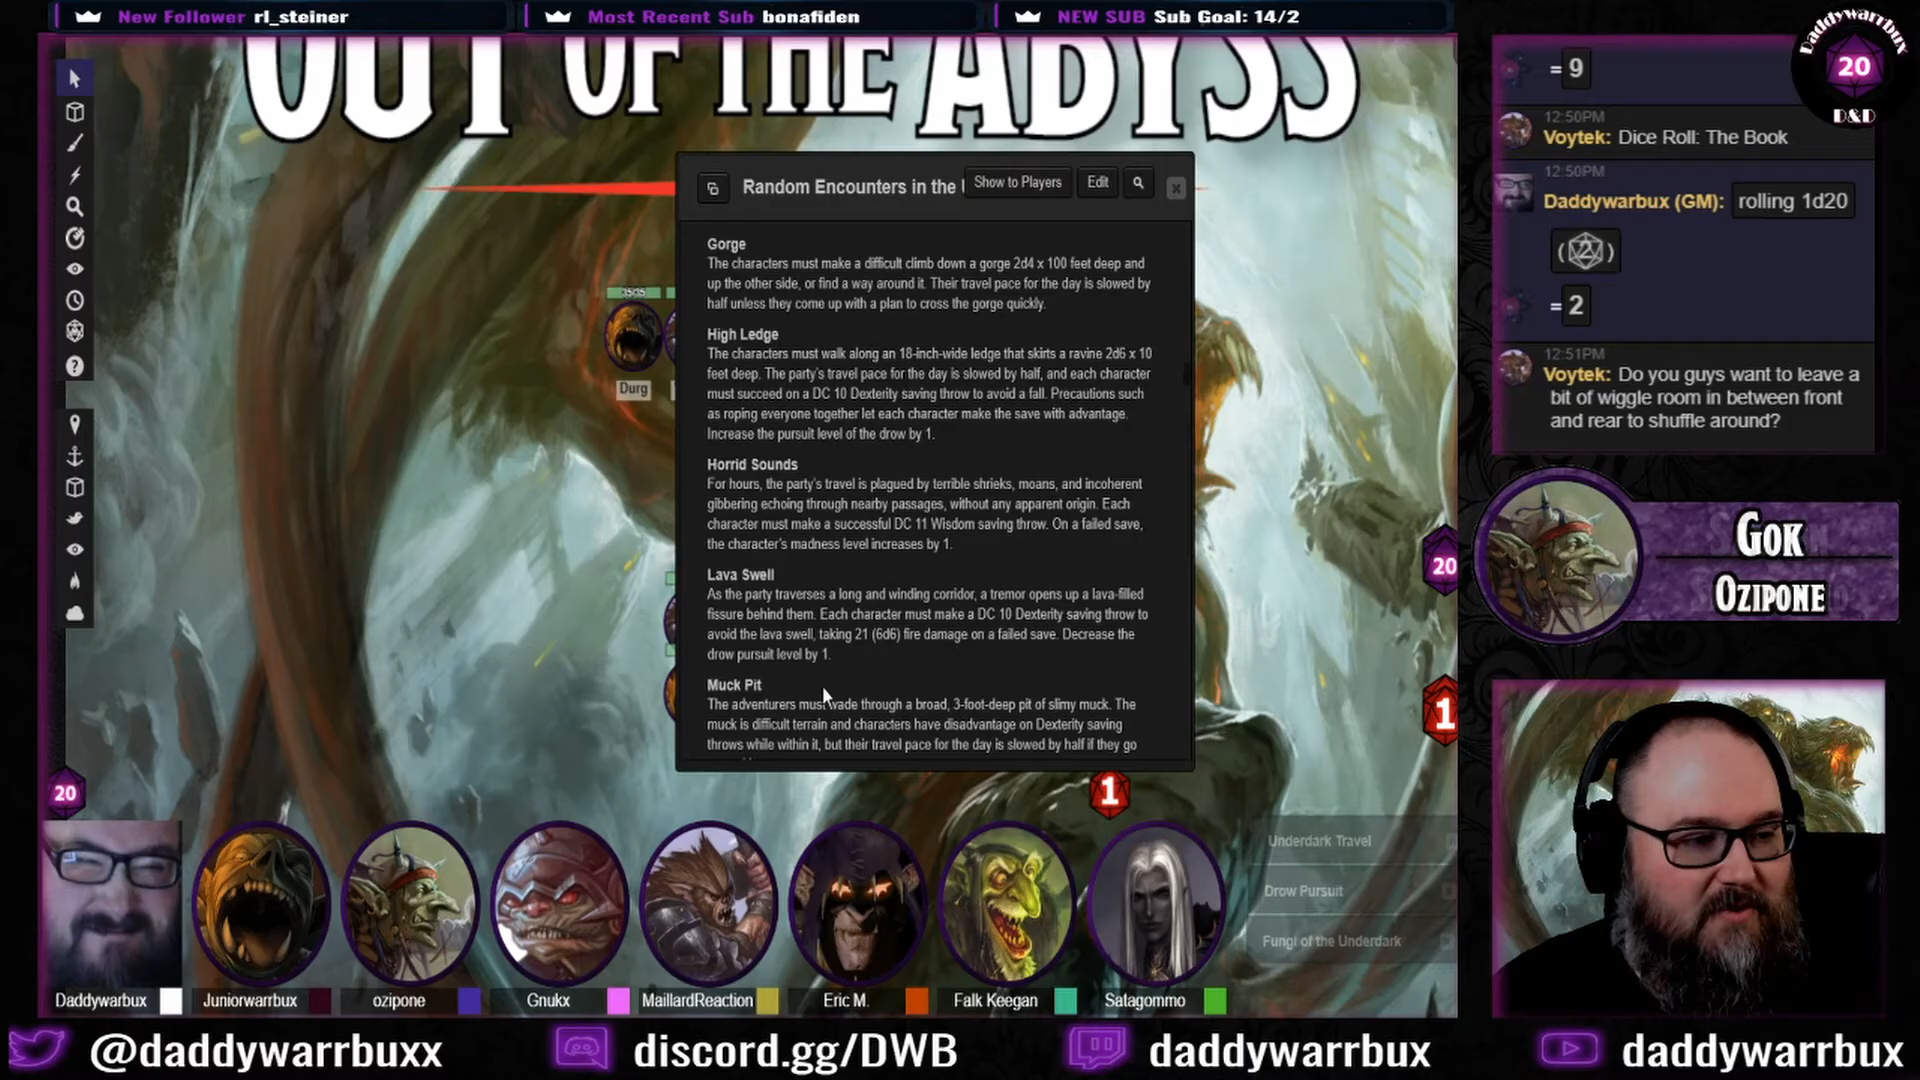 New Follower rl_steiner
Most Recent Sub bonafiden
NEW SUB Sub Goal: 14/2
OUT OF THE ABYSS
Random Encounters in the
Show to Players
Edit
Gorge
The characters must make a difficult climb down a gorge 2d4 x 100 feet deep and
up the other side, or find a way around it. Their travel pace for the day is slowed by
half unless they come up with a plan to cross the gorge quickly.
High Ledge
The characters must walk along an 18-inch-wide ledge that skirts a ravine 2d6 x 10
feet deep. The party's travel pace for the day is slowed by half, and each character
must succeed on a DC 10 Dexterity saving throw to avoid a fall. Precautions such
as roping everyone together let each character make the save with advantage.
Increase the pursuit level of the drow by 1.
Horrid Sounds
For hours, the party's travel is plagued by terrible shrieks, moans, and incoherent
gibbering echoing through nearby passages, without any apparent origin. Each
character must make a successful DC 11 Wisdom saving throw. On a failed save,
the character's madness level increases by 1.
Lava Swell
As the party traverses a long and winding corridor, a tremor opens up a lava-filled
fissure behind them. Each character must make a DC 10 Dexterity saving throw to
avoid the lava swell, taking 21 (6d6) fire damage on a failed save. Decrease the
drow pursuit level by 1.
Muck Pit
The adventurers must wade through a broad, 3-foot-deep pit of slimy muck. The
muck is difficult terrain and characters have disadvantage on Dexterity saving
throws while within it, but their travel pace for the day is slowed by half if they go
Durg
20
1
20
1
Underdark Travel
Drow Pursuit
Fungi of the Underdark
Daddywarbux
Juniorwarrbux
ozipone
Gnukx
MaillardReaction
Eric M.
Falk Keegan
Satagommo
= 9
12:50PM
Voytek: Dice Roll: The Book
12:50PM
Daddywarbux (GM): rolling 1d20
(2)
= 2
12:51PM
Voytek: Do you guys want to leave a
bit of wiggle room in between front
and rear to shuffle around?
Daddywarrbux
20
D&D
Gok
Ozipone
@daddywarrbuxx
discord.gg/DWB
daddywarrbux
daddywarrbux